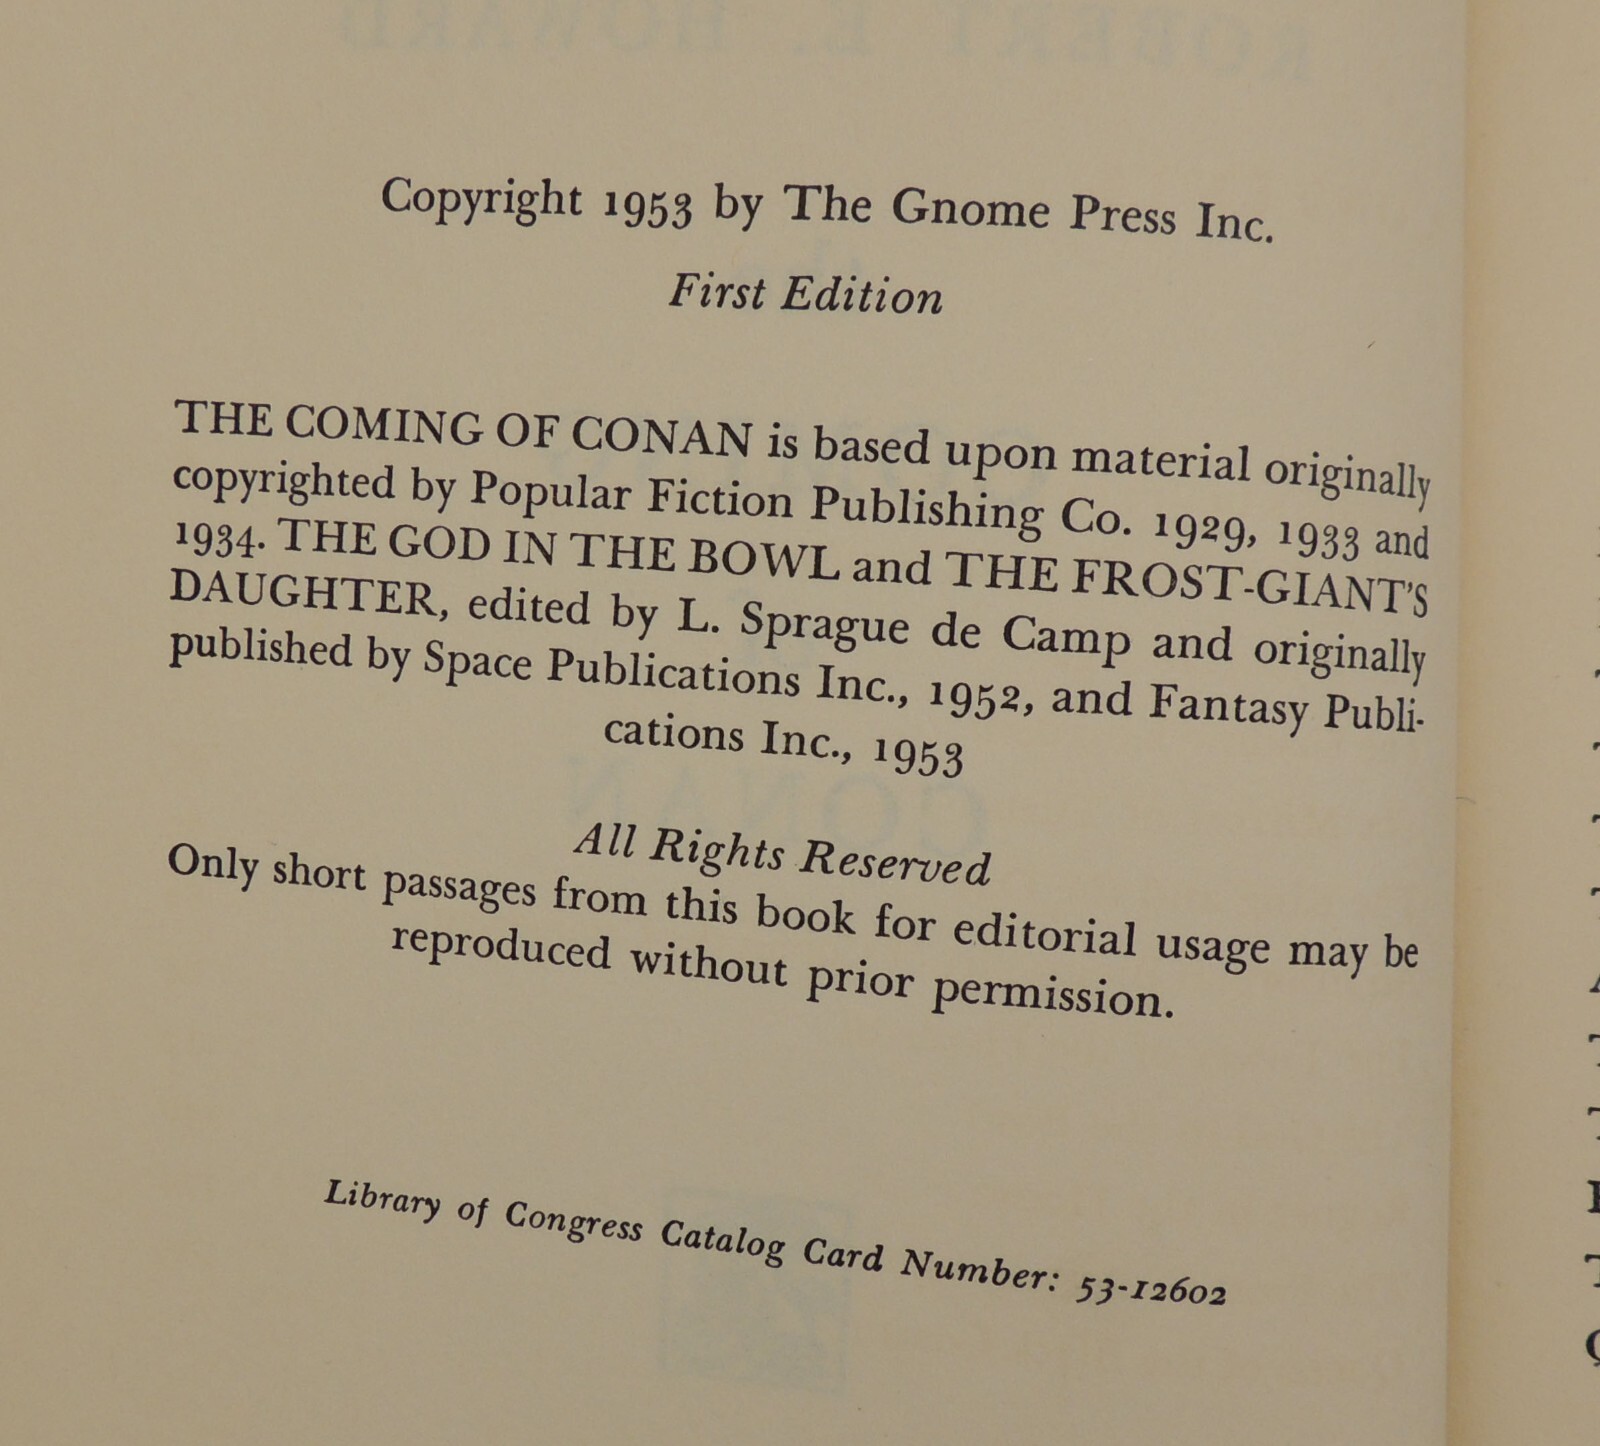 Copyright 1953 by The Gnome Press Inc.
First Edition
THE COMING OF CONAN is based upon material originally
copyrighted by Popular Fiction Publishing Co. 1929, 1933 and
1934. THE GOD IN THE BOWL and THE FROST-GIANT'S
DAUGHTER, edited by L. Sprague de Camp and originally
published by Space Publications Inc., 1952, and Fantasy Publi-
cations Inc., 1953
All Rights Reserved
Only short passages from this book for editorial usage may be
reproduced without prior permission.
Library of Congress Catalog Card Number: 53-12602